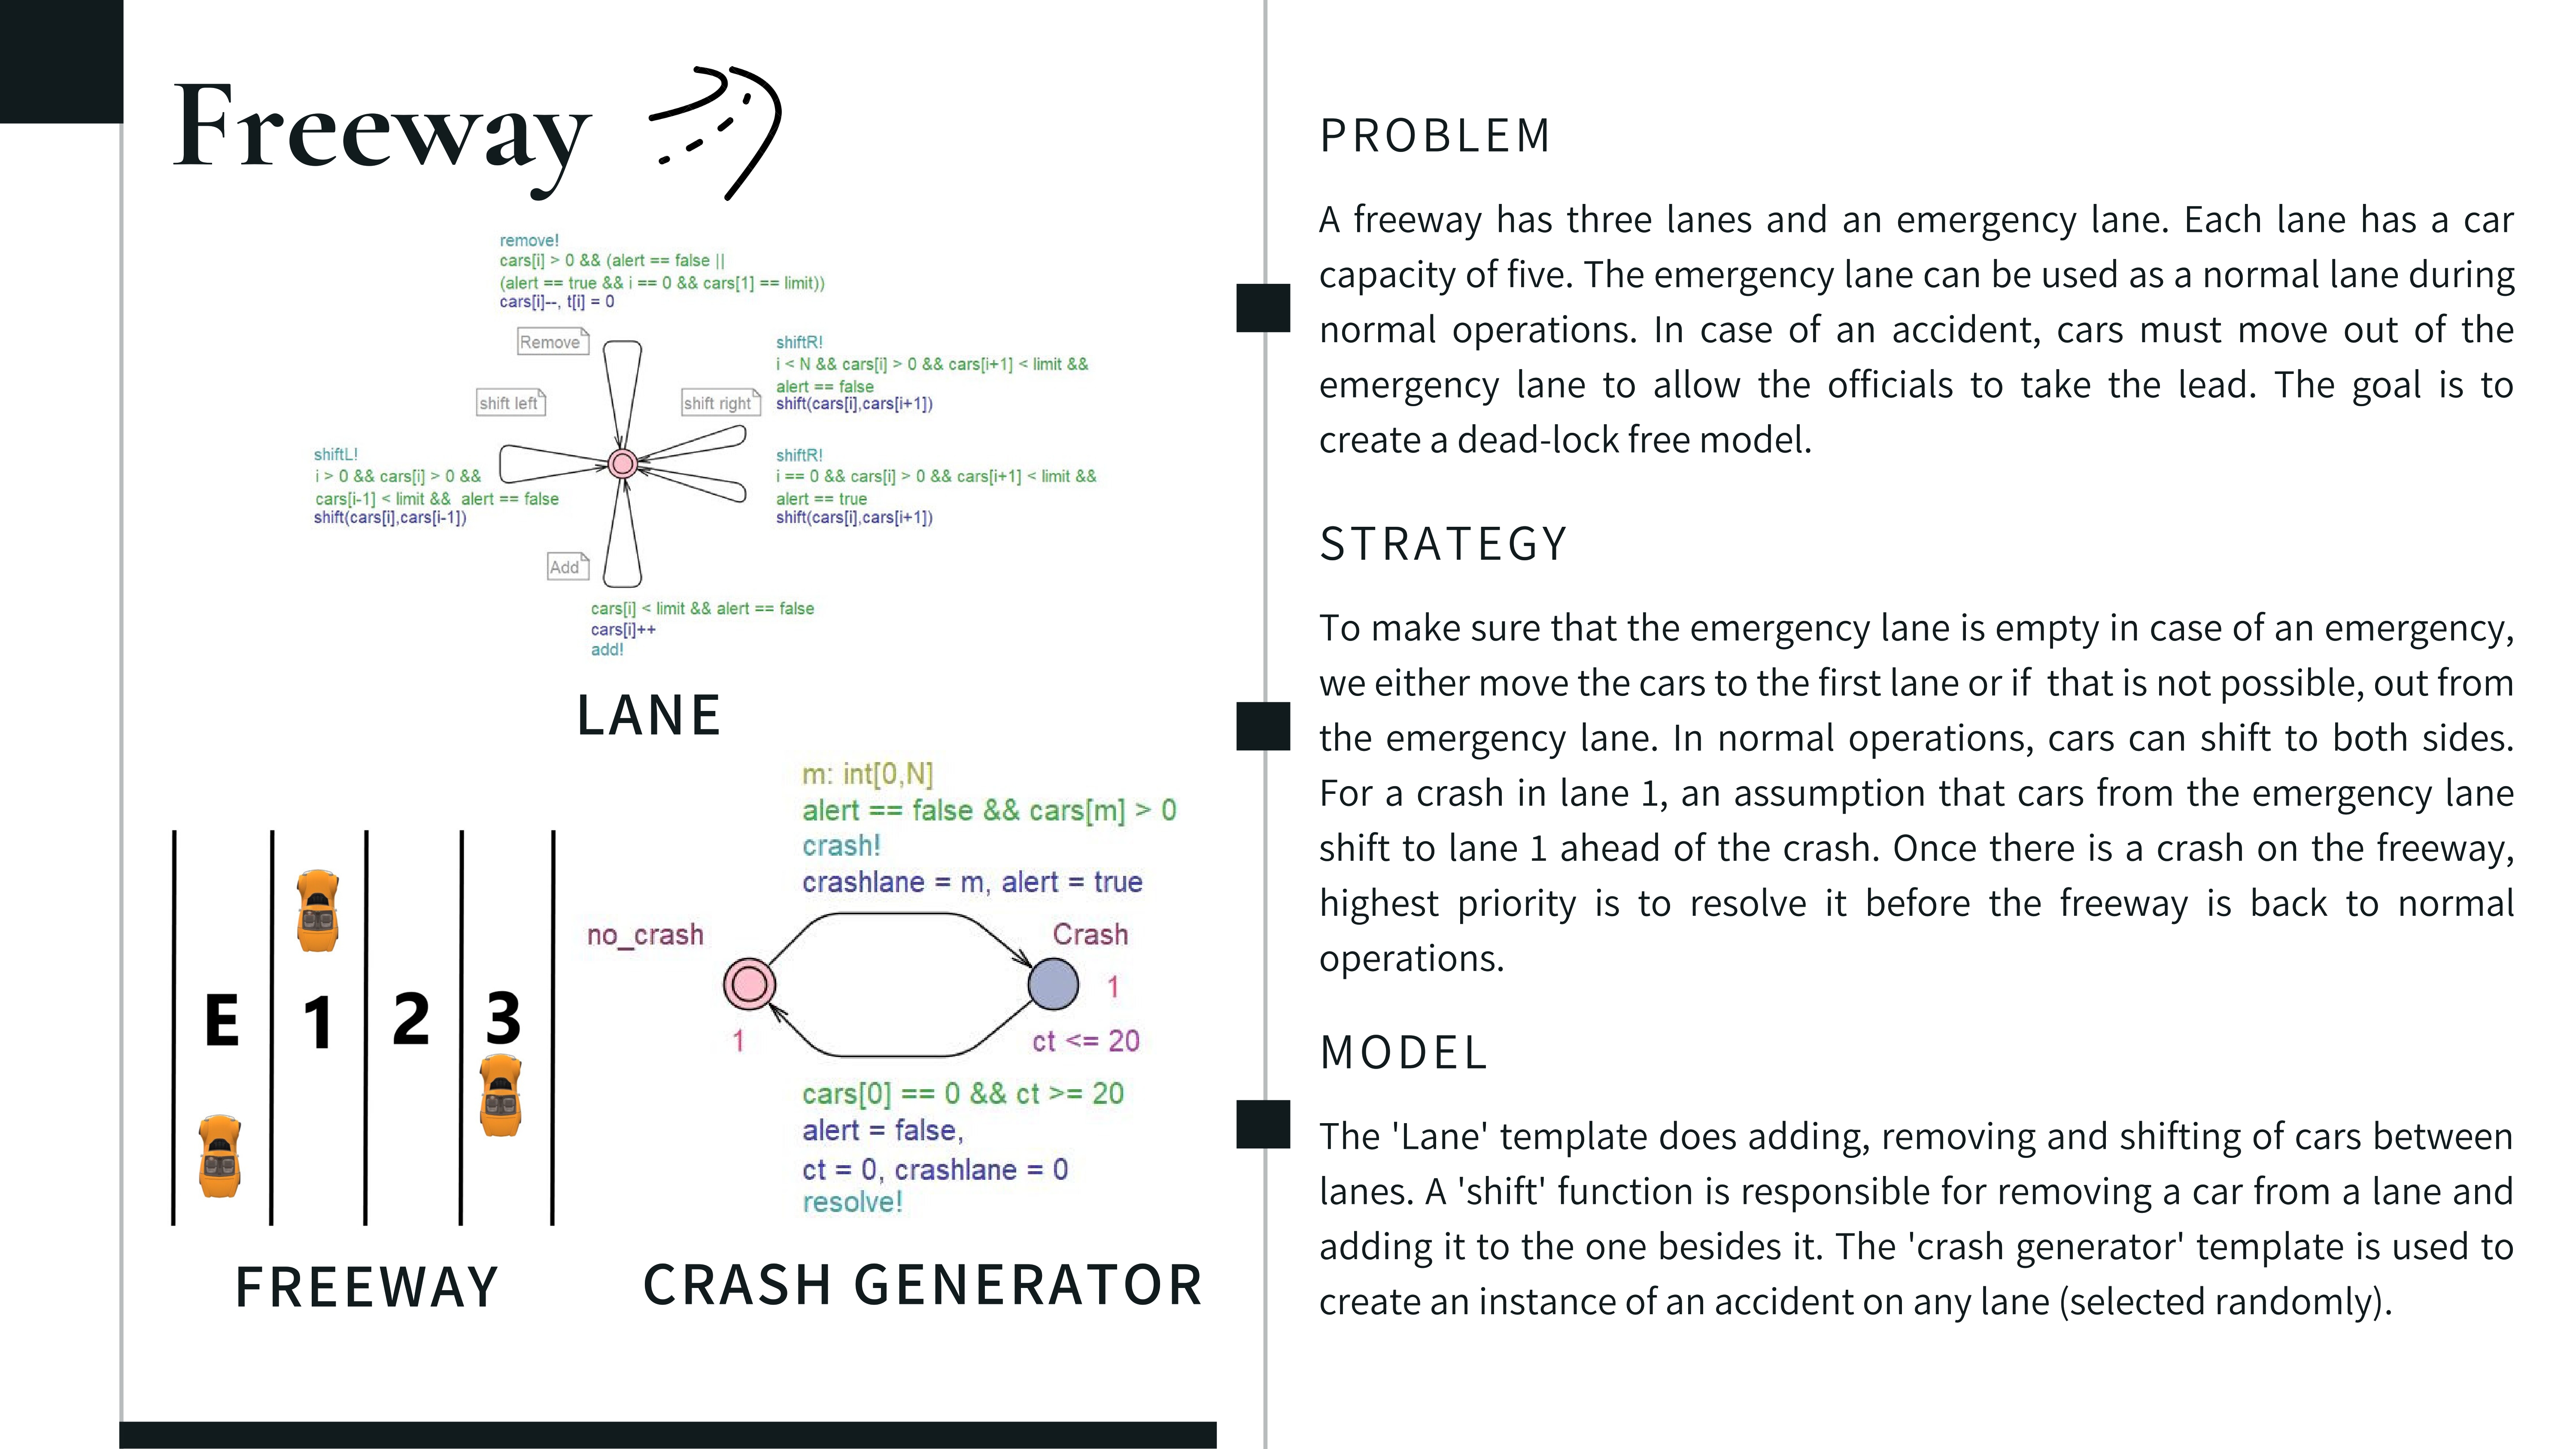 Freeway
remove!
cars[i] > 0 && (alert == false ||
(alert == true && i == 0 && cars[1] == limit))
cars[i]--, t[i] = 0
Remove
shift left
shift right
shiftR!
i < N && cars[i] > 0 && cars[i+1] < limit &&
alert == false
shift(cars[i],cars[i+1])
shiftL!
i > 0 && cars[i] > 0 &&
cars[i-1] < limit && alert == false
shift(cars[i],cars[i-1])
shiftR!
i == 0 && cars[i] > 0 && cars[i+1] < limit &&
alert == true
shift(cars[i],cars[i+1])
Add
cars[i] < limit && alert == false
cars[i]++
add!
LANE
E 1 2 3
FREEWAY
m: int[0,N]
alert == false && cars[m] > 0
crash!
crashlane = m, alert = true
no_crash
Crash
1
1
ct <= 20
cars[0] == 0 && ct >= 20
alert = false,
ct = 0, crashlane = 0
resolve!
CRASH GENERATOR
PROBLEM
A freeway has three lanes and an emergency lane. Each lane has a car
capacity of five. The emergency lane can be used as a normal lane during
normal operations. In case of an accident, cars must move out of the
emergency lane to allow the officials to take the lead. The goal is to
create a dead-lock free model.
STRATEGY
To make sure that the emergency lane is empty in case of an emergency,
we either move the cars to the first lane or if that is not possible, out from
the emergency lane. In normal operations, cars can shift to both sides.
For a crash in lane 1, an assumption that cars from the emergency lane
shift to lane 1 ahead of the crash. Once there is a crash on the freeway,
highest priority is to resolve it before the freeway is back to normal
operations.
MODEL
The 'Lane' template does adding, removing and shifting of cars between
lanes. A 'shift' function is responsible for removing a car from a lane and
adding it to the one besides it. The 'crash generator' template is used to
create an instance of an accident on any lane (selected randomly).